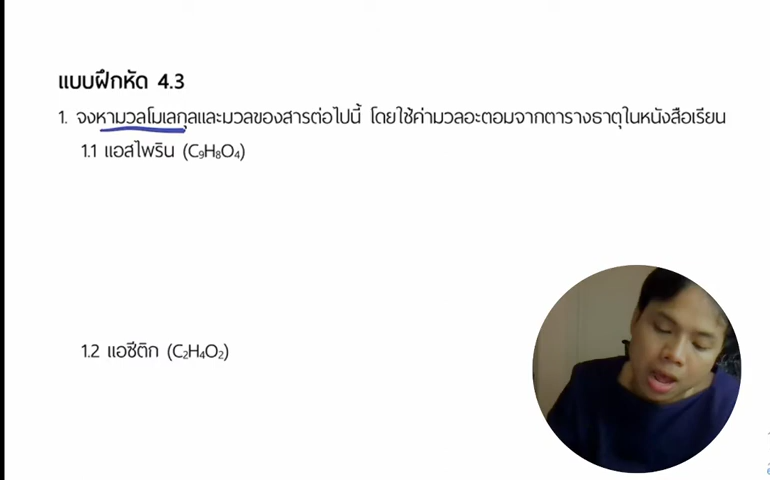 แบบฝึกหัด 4.3
1. จงหามวลโมเลกุลและมวลของสารต่อไปนี้ โดยใช้ค่ามวลอะตอมจากตารางธาตุในหนังสือเรียน
1.1 แอสไพริน (C₉H₈O₄)
1.2 แอซีติก (C₂H₄O₂)